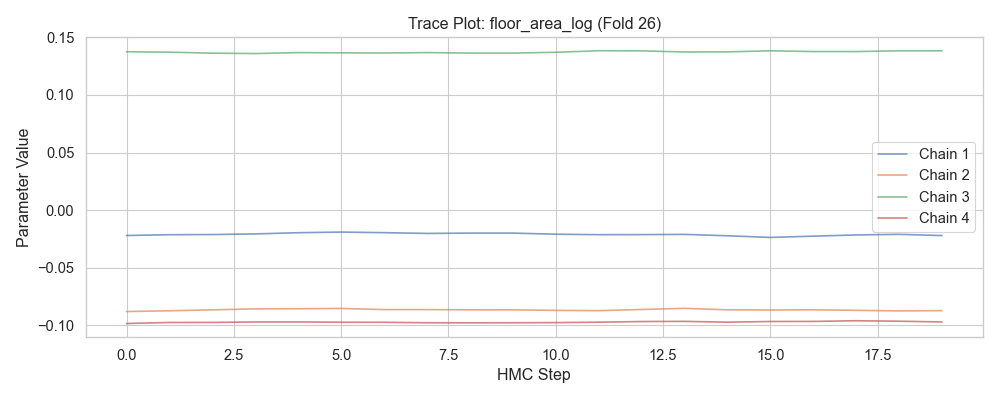 Trace Plot: floor_area_log (Fold 26)
0.15
0.10
0.05
0.00
−0.05
−0.10
Parameter Value
Chain 1
Chain 2
Chain 3
Chain 4
0.0 2.5 5.0 7.5 10.0 12.5 15.0 17.5
HMC Step